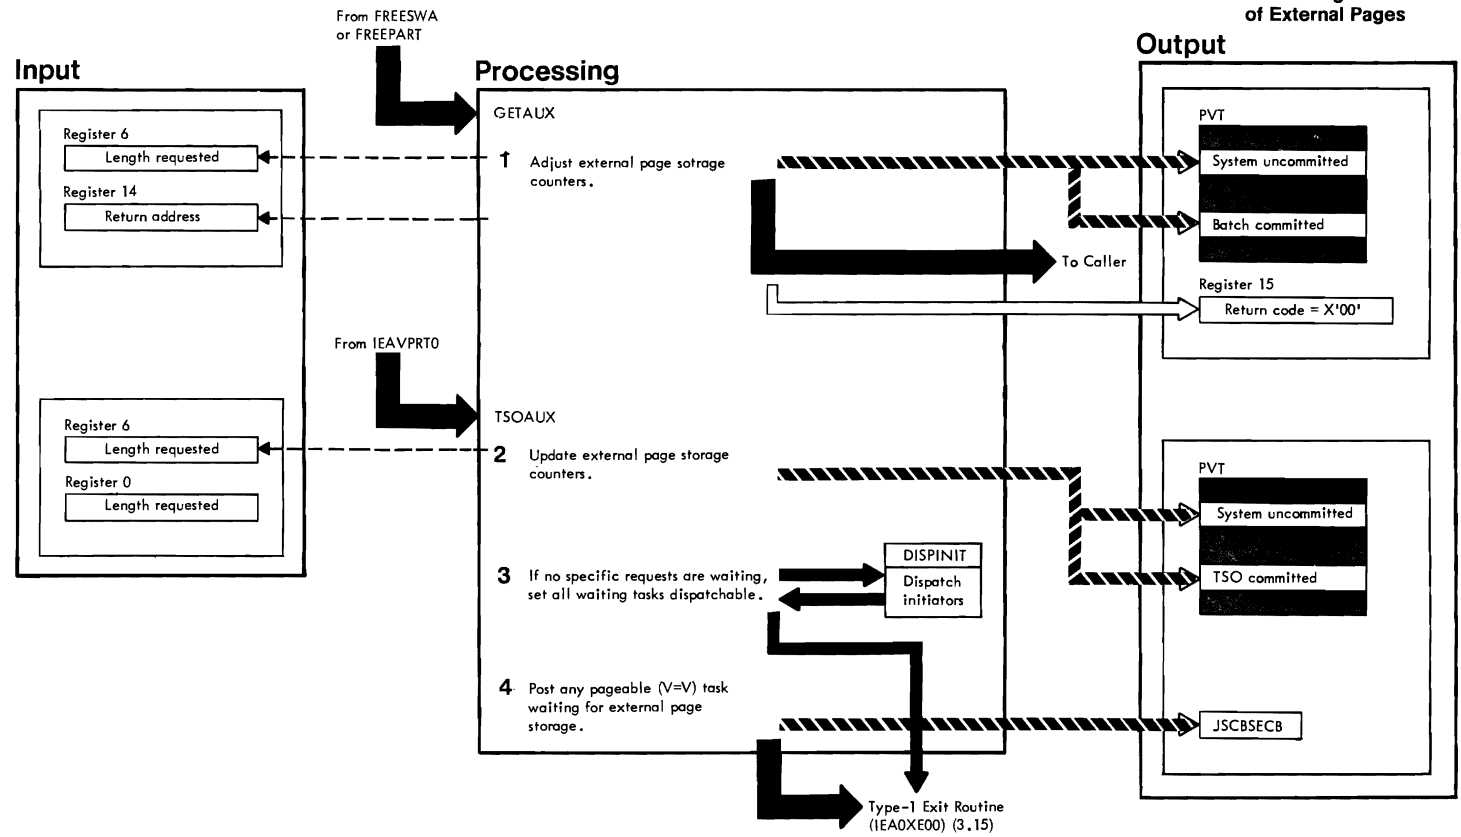 of External Pages
From FREESWA
or FREEPART
Input
Processing
Output
Register 6
Length requested
Register 14
Return address
GETAUX
1 Adjust external page sotrage
counters.
To Caller
PVT
System uncommitted
Batch committed
Register 15
Return code = X'00'
From IEAVPRT0
TSOAUX
Register 6
Length requested
Register 0
Length requested
2 Update external page storage
counters.
PVT
System uncommitted
TSO committed
3 If no specific requests are waiting,
set all waiting tasks dispatchable.
DISPINIT
Dispatch
initiators
4 Post any pageable (V=V) task
waiting for external page
storage.
JSCBSECB
Type-1 Exit Routine
(IEA0XE00) (3.15)